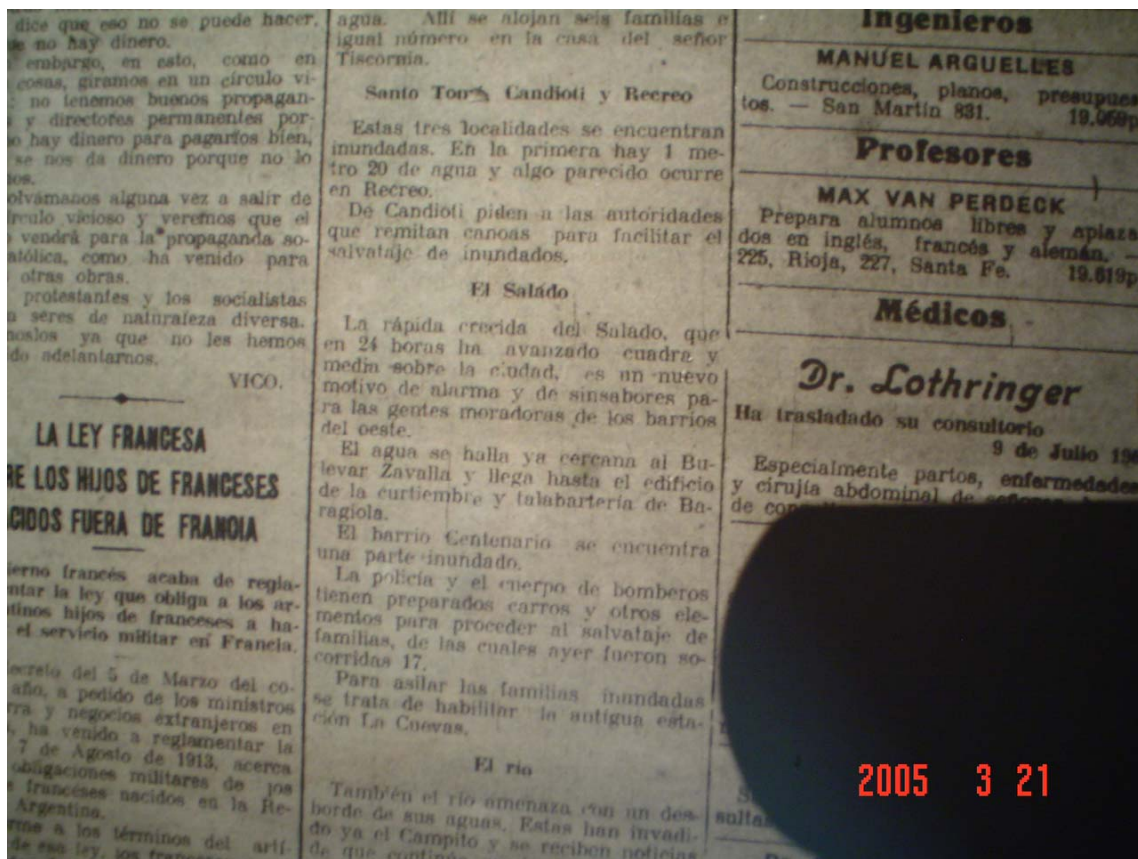 dice que eso no se puede hacer,
no hay dinero.
embargo, en esto, como en
cosas, giramos en un círculo vi-
no tenemos buenos propagan-
y directores permanentes por-
hay dinero para pagarlos bien,
se nos da dinero porque no lo
alguna vez a salir de
vicioso y veremos que el
vendrá para la propaganda so-
como ha venido para
otras obras.
protestantes y los socialistas
seres de naturaleza diversa.
ya que no les hemos
adelantarnos.
VICO.
LA LEY FRANCESA
LOS HIJOS DE FRANCESES
FUERA DE FRANCIA
francés acaba de regla-
la ley que obliga a los ar-
hijos de franceses a ha-
el servicio militar en Francia.
del 5 de Marzo del co-
año, a pedido de los ministros
y negocios extranjeros en
ha venido a reglamentar la
7 de Agosto de 1913, acerca
obligaciones militares de los
franceses nacidos en la Re-
Argentina.
a los términos del artí-
de esa ley, los
agua. Allí se alojan seis familias e
igual número en la casa del señor
Tiscornia.
Santo Tomé, Candioti y Recreo
Estas tres localidades se encuentran
inundadas. En la primera hay 1 me-
tro 20 de agua y algo parecido ocurre
en Recreo.
De Candioti piden a las autoridades
que remitan canoas para facilitar el
salvataje de inundados.
El Salado
La rápida crecida del Salado, que
en 24 horas ha avanzado cuadra y
media sobre la ciudad, es un nuevo
motivo de alarma y de sinsabores pa-
ra las gentes moradoras de los barrios
del oeste.
El agua se halla ya cercana al Bu-
levar Zavalla y llega hasta el edificio
de la curtiembre y talabartería de Ba-
ragiola.
El barrio Centenario se encuentra
una parte inundado.
La policía y el cuerpo de bomberos
tienen preparados carros y otros ele-
mentos para proceder al salvataje de
familias, de las cuales ayer fueron so-
corridas 17.
Para asilar las familias inundadas
se trata de habilitar la antigua esta-
ción La Cuevas.
El río
También el río amenaza con un des-
borde de sus aguas. Estas han invadi-
do ya el Campito y se reciben noticias
de que
Ingenieros
MANUEL ARGUELLES
Construcciones, planos, presupues
tos. — San Martín 831. 19.959p
Profesores
MAX VAN PERDECK
Prepara alumnos libres y aplaza
dos en inglés, francés y alemán. —
225, Rioja, 227, Santa Fe. 19.619p
Médicos
Dr. Lothringer
Ha trasladado su consultorio
9 de Julio
Especialmente partos, enfermedades
y cirujía abdominal de
de
2005 3 21